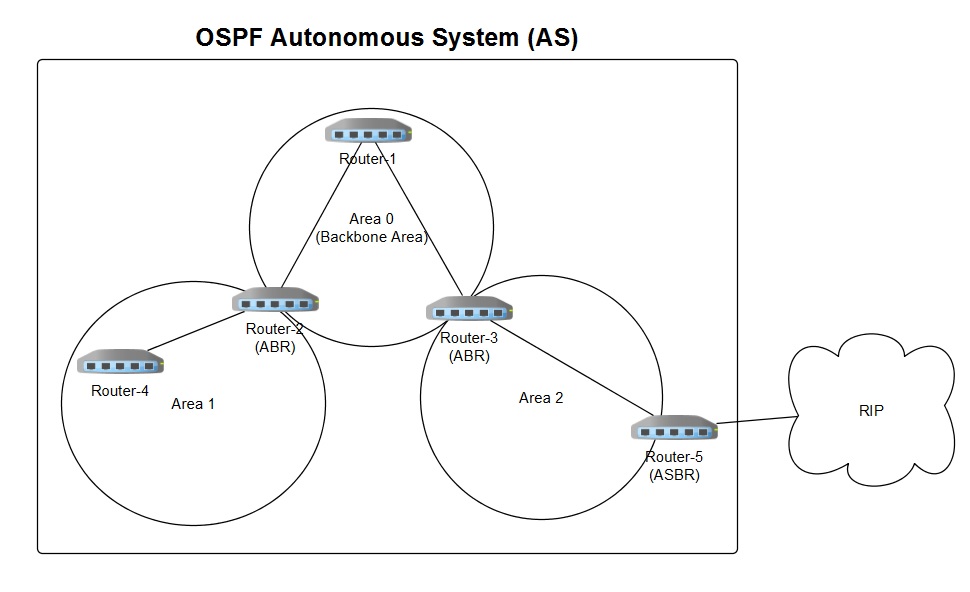 OSPF Autonomous System (AS)
Router-1
Area 0
(Backbone Area)
Router-2
(ABR)
Router-3
(ABR)
Router-4
Area 1
Area 2
RIP
Router-5
(ASBR)